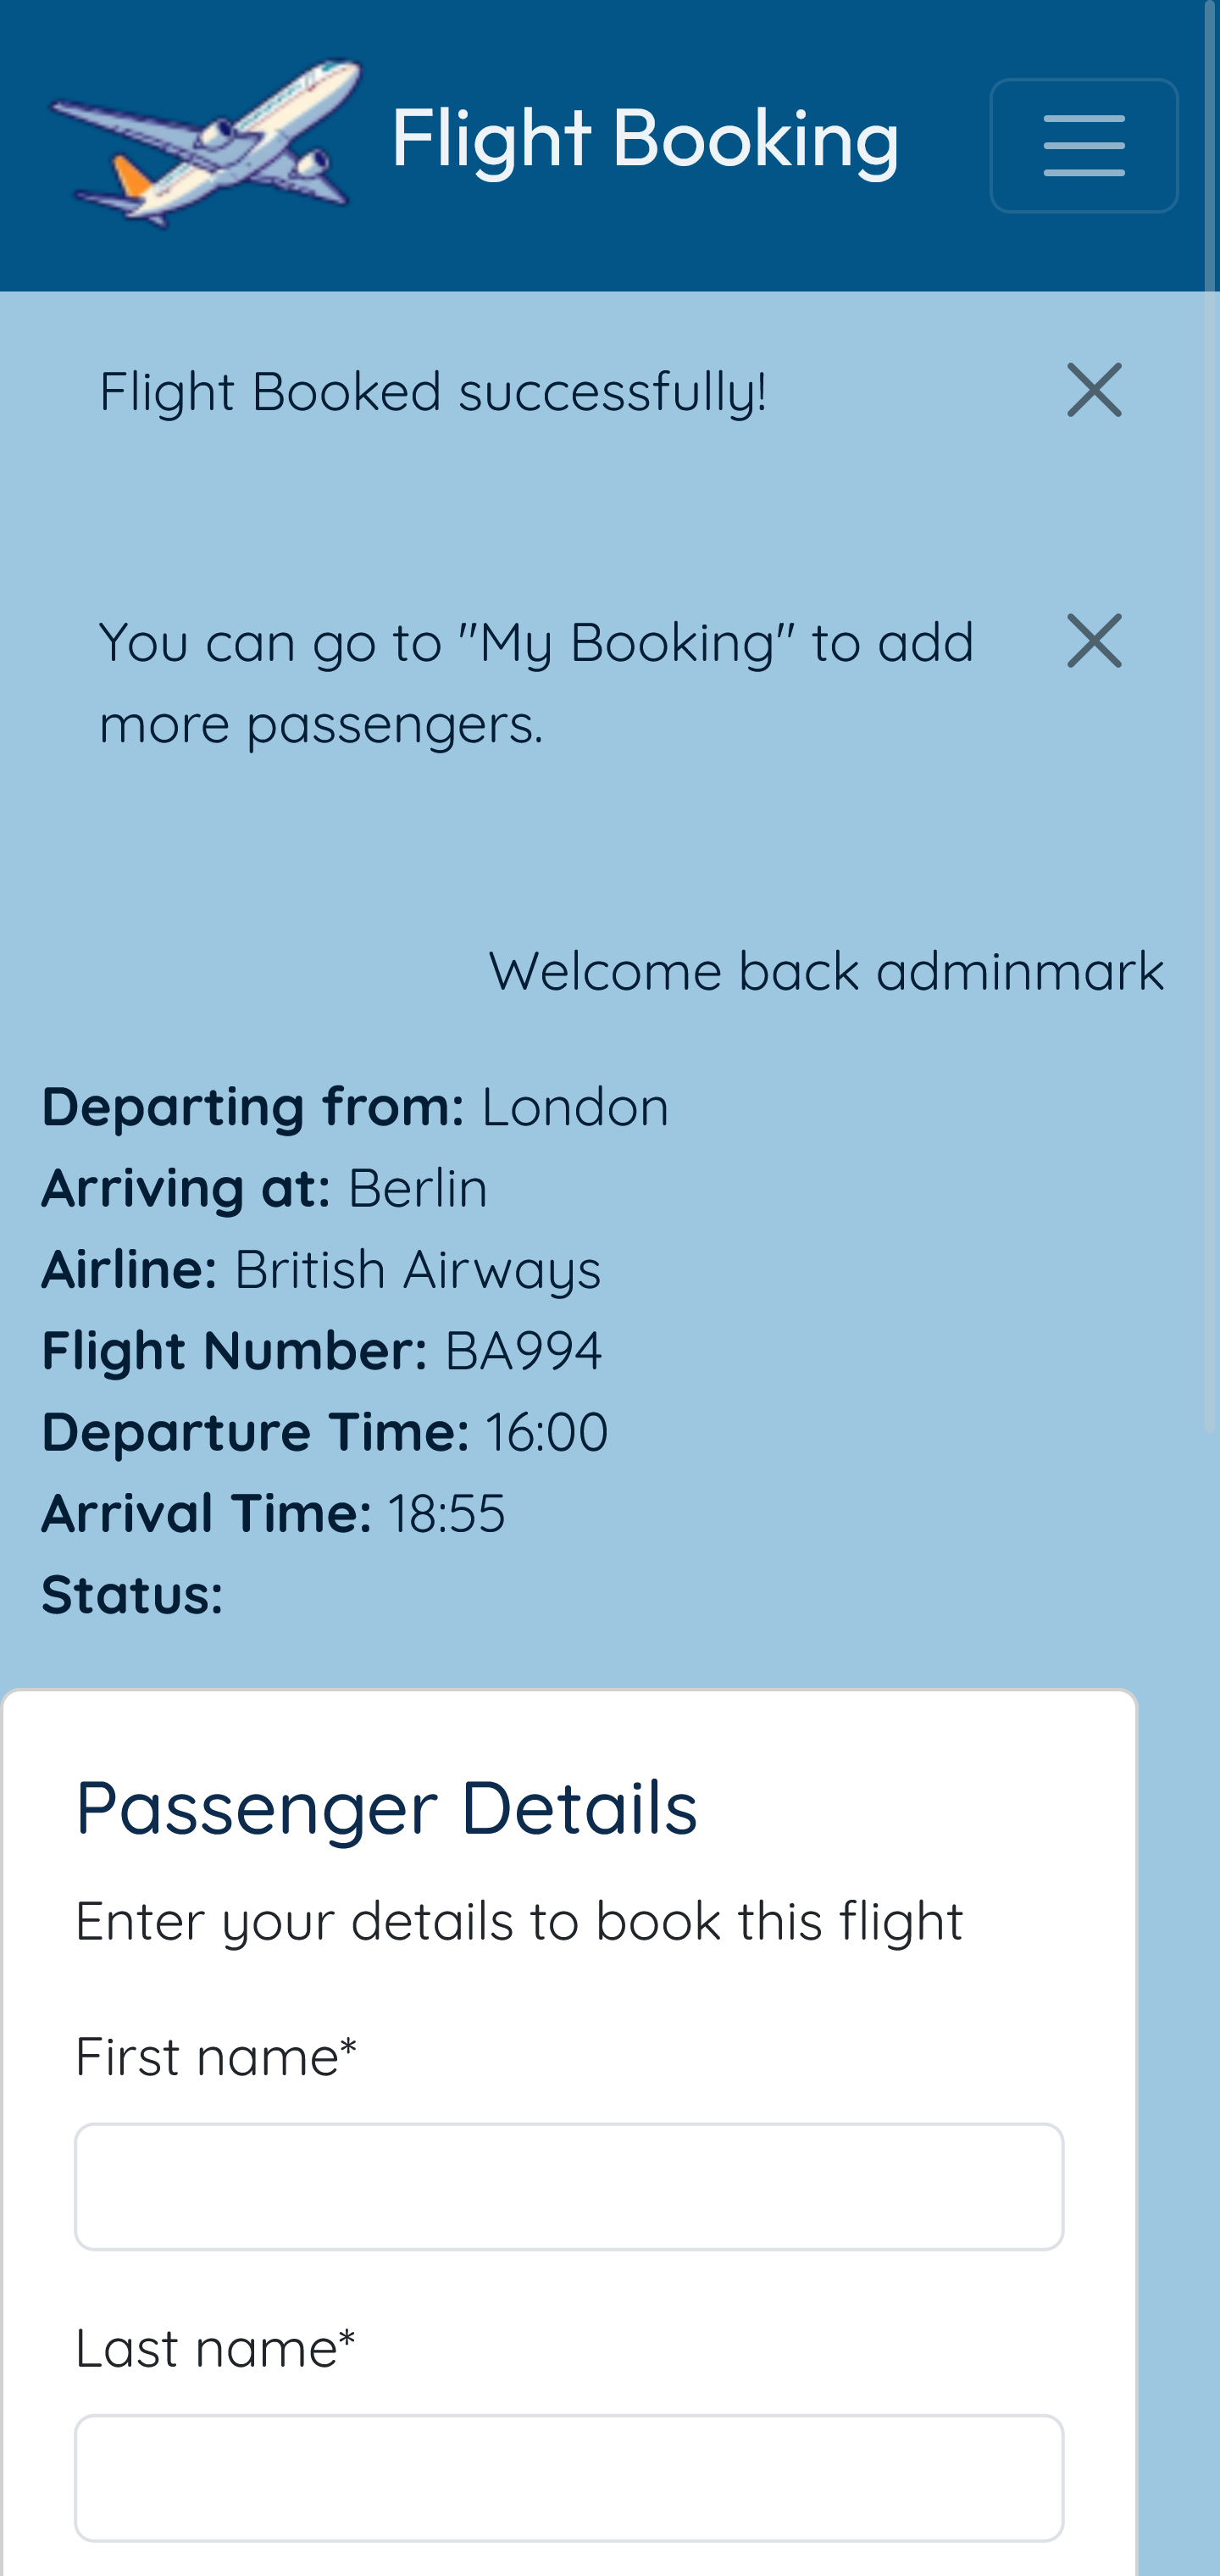 Flight Booking
Flight Booked successfully!
You can go to "My Booking" to add
more passengers.
Welcome back adminmark
Departing from: London
Arriving at: Berlin
Airline: British Airways
Flight Number: BA994
Departure Time: 16:00
Arrival Time: 18:55
Status:
Passenger Details
Enter your details to book this flight
First name*
Last name*